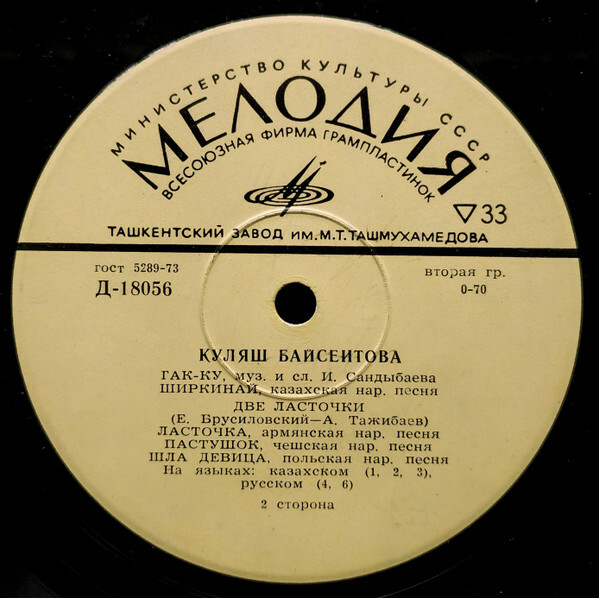 МИНИСТЕРСТВО КУЛЬТУРЫ СССР
МЕЛОДИЯ
ВСЕСОЮЗНАЯ ФИРМА ГРАМПЛАСТИНОК
▽33
ТАШКЕНТСКИЙ ЗАВОД ИМ. М.Т. ТАШМУХАМЕДОВА
гост 5289-73
вторая гр.
Д-18056
0-70
КУЛЯШ БАЙСЕИТОВА
ГАК-КУ, муз. и сл. И. Сандыбаева
ШИРКИНАЙ, казахская нар. песня
ДВЕ ЛАСТОЧКИ
(Е. Брусиловский—А. Тажибаев)
ЛАСТОЧКА, армянская нар. песня
ПАСТУШОК, чешская нар. песня
ШЛА ДЕВИЦА, польская нар. песня
На языках: казахском (1, 2, 3),
русском (4, 6)
2 сторона